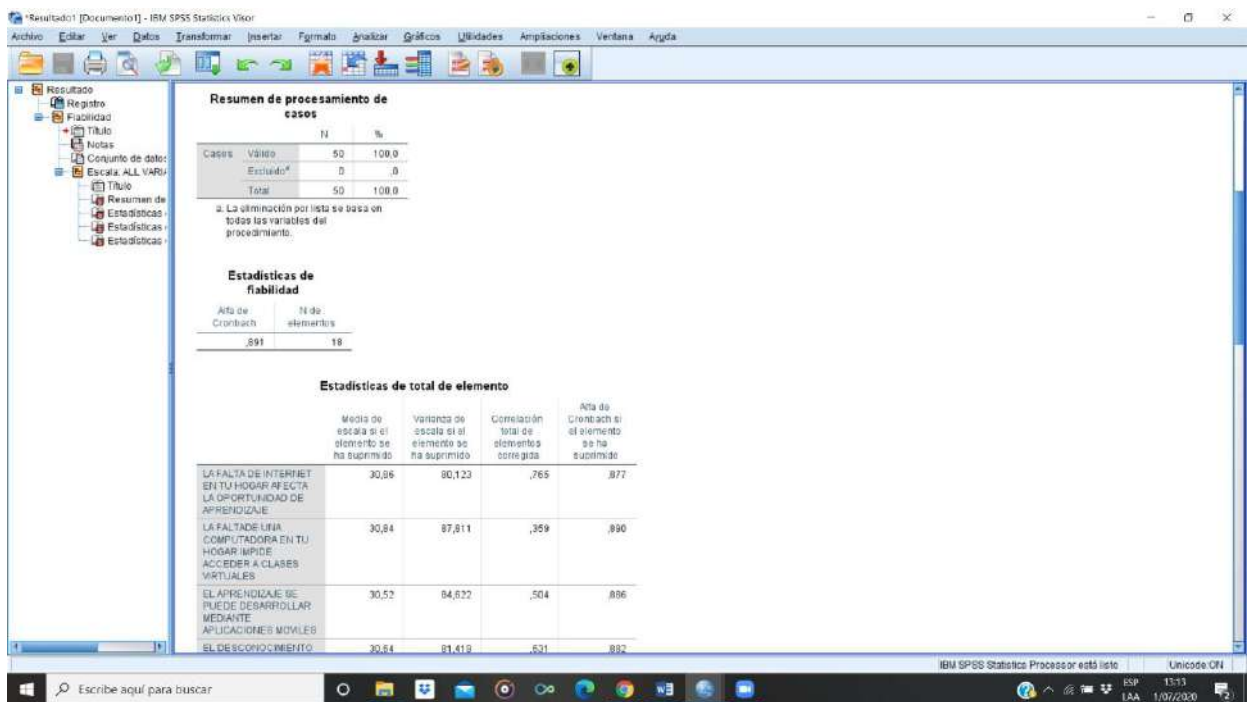 *Resultado1 [Documento1] - IBM SPSS Statistics Visor
Archivo Editar Ver Datos Transformar Insertar Formato Analizar Gráficos Utilidades Ampliaciones Ventana Ayuda
Resultado
Registro
Fiabilidad
Título
Notas
Conjunto de datos
Escala: ALL VARIA
Título
Resumen de
Estadísticas
Estadísticas
Estadísticas
Resumen de procesamiento de
casos
N %
Casos Válido 50 100,0
Excluido a 0 ,0
Total 50 100,0
a. La eliminación por lista se basa en
todas las variables del
procedimiento.
Estadísticas de
fiabilidad
Alfa de N de
Cronbach elementos
,891 18
Estadísticas de total de elemento
Alfa de
Media de Varianza de Correlación Cronbach si
escala si el escala si el total de el elemento
elemento se elemento se elementos se ha
ha suprimido ha suprimido corregida suprimido
LA FALTA DE INTERNET 30,86 80,123 ,765 ,877
EN TU HOGAR AFECTA
LA OPORTUNIDAD DE
APRENDIZAJE
LA FALTADE UNA 30,84 87,811 ,359 ,890
COMPUTADORA EN TU
HOGAR IMPIDE
ACCEDER A CLASES
VIRTUALES
EL APRENDIZAJE SE 30,52 84,622 ,504 ,886
PUEDE DESARROLLAR
MEDIANTE
APLICACIONES MOVILES
EL DESCONOCIMIENTO 30,64 81,419 ,631 ,882
IBM SPSS Statistics Processor está listo Unicode:ON
Escribe aquí para buscar
ESP 13:13
LAA 1/07/2020